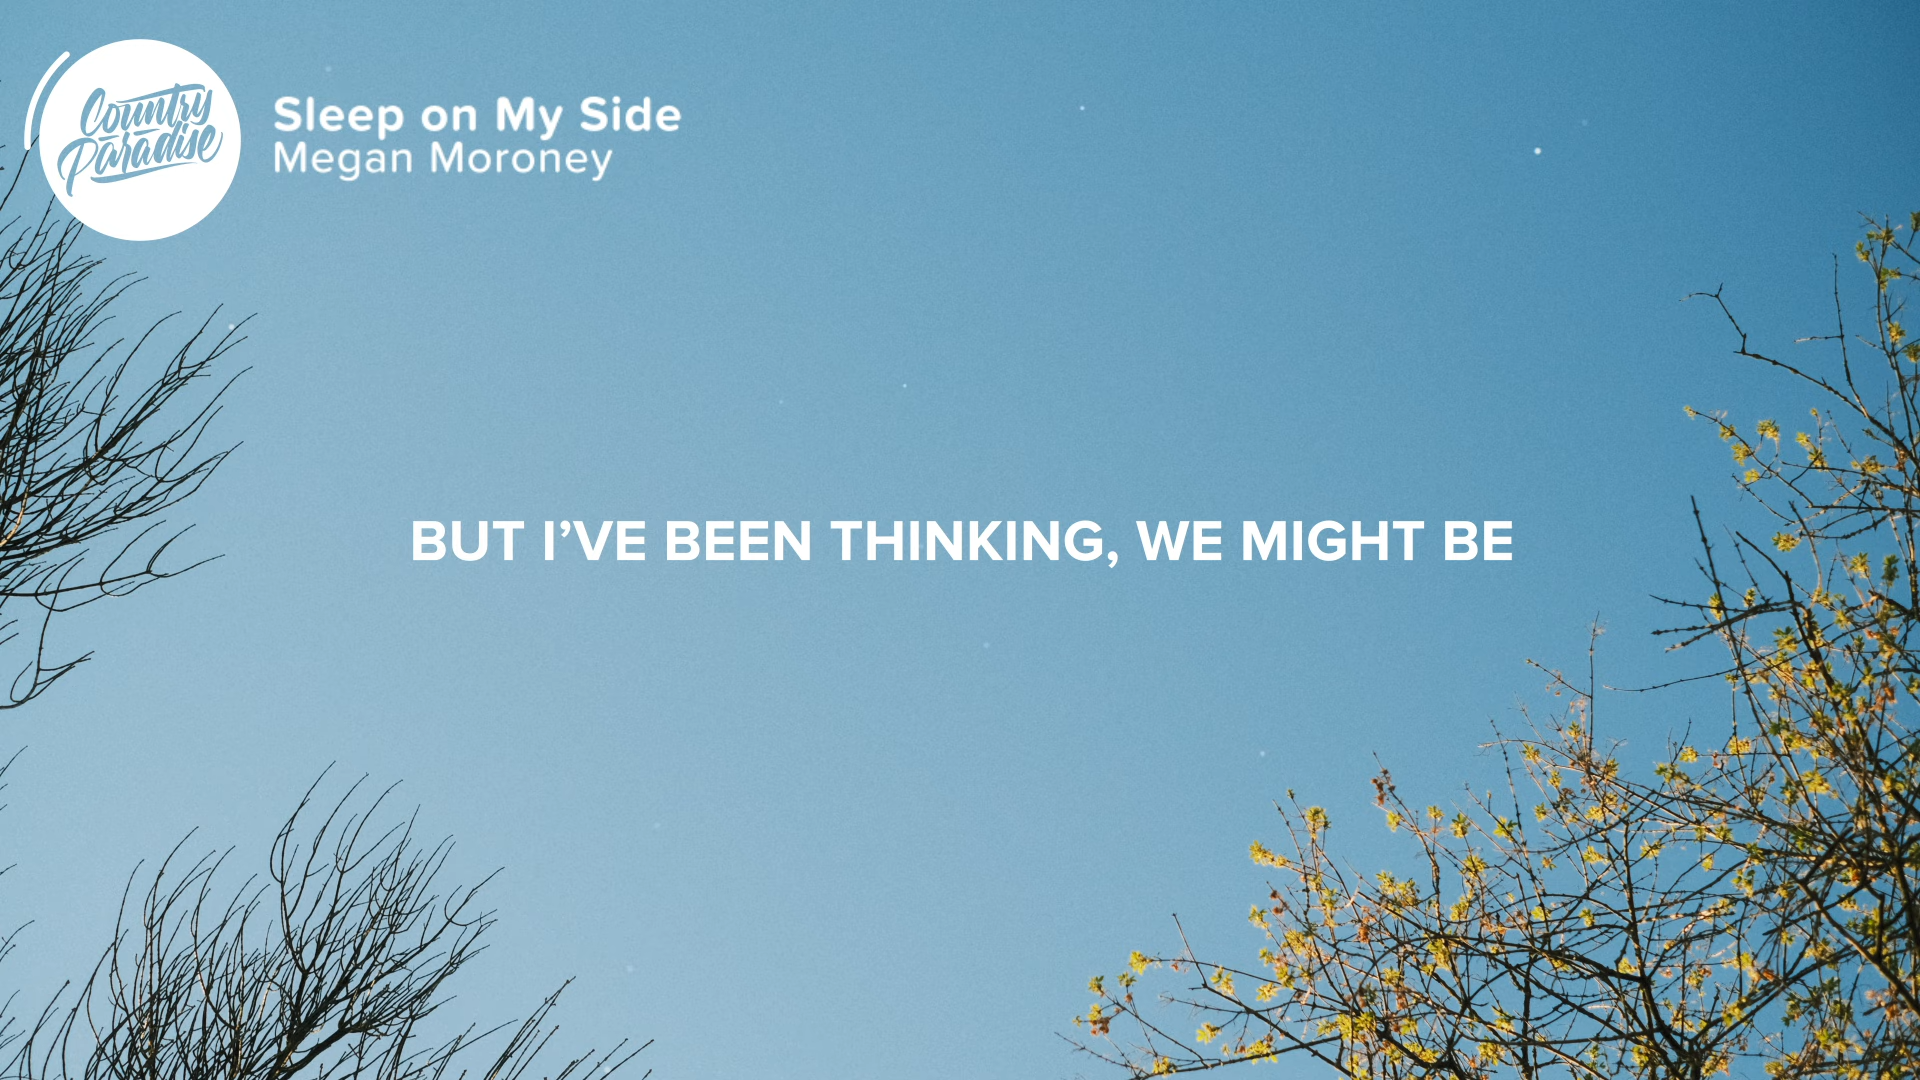 Country
Paradise
Sleep on My Side
Megan Moroney
BUT I’VE BEEN THINKING, WE MIGHT BE